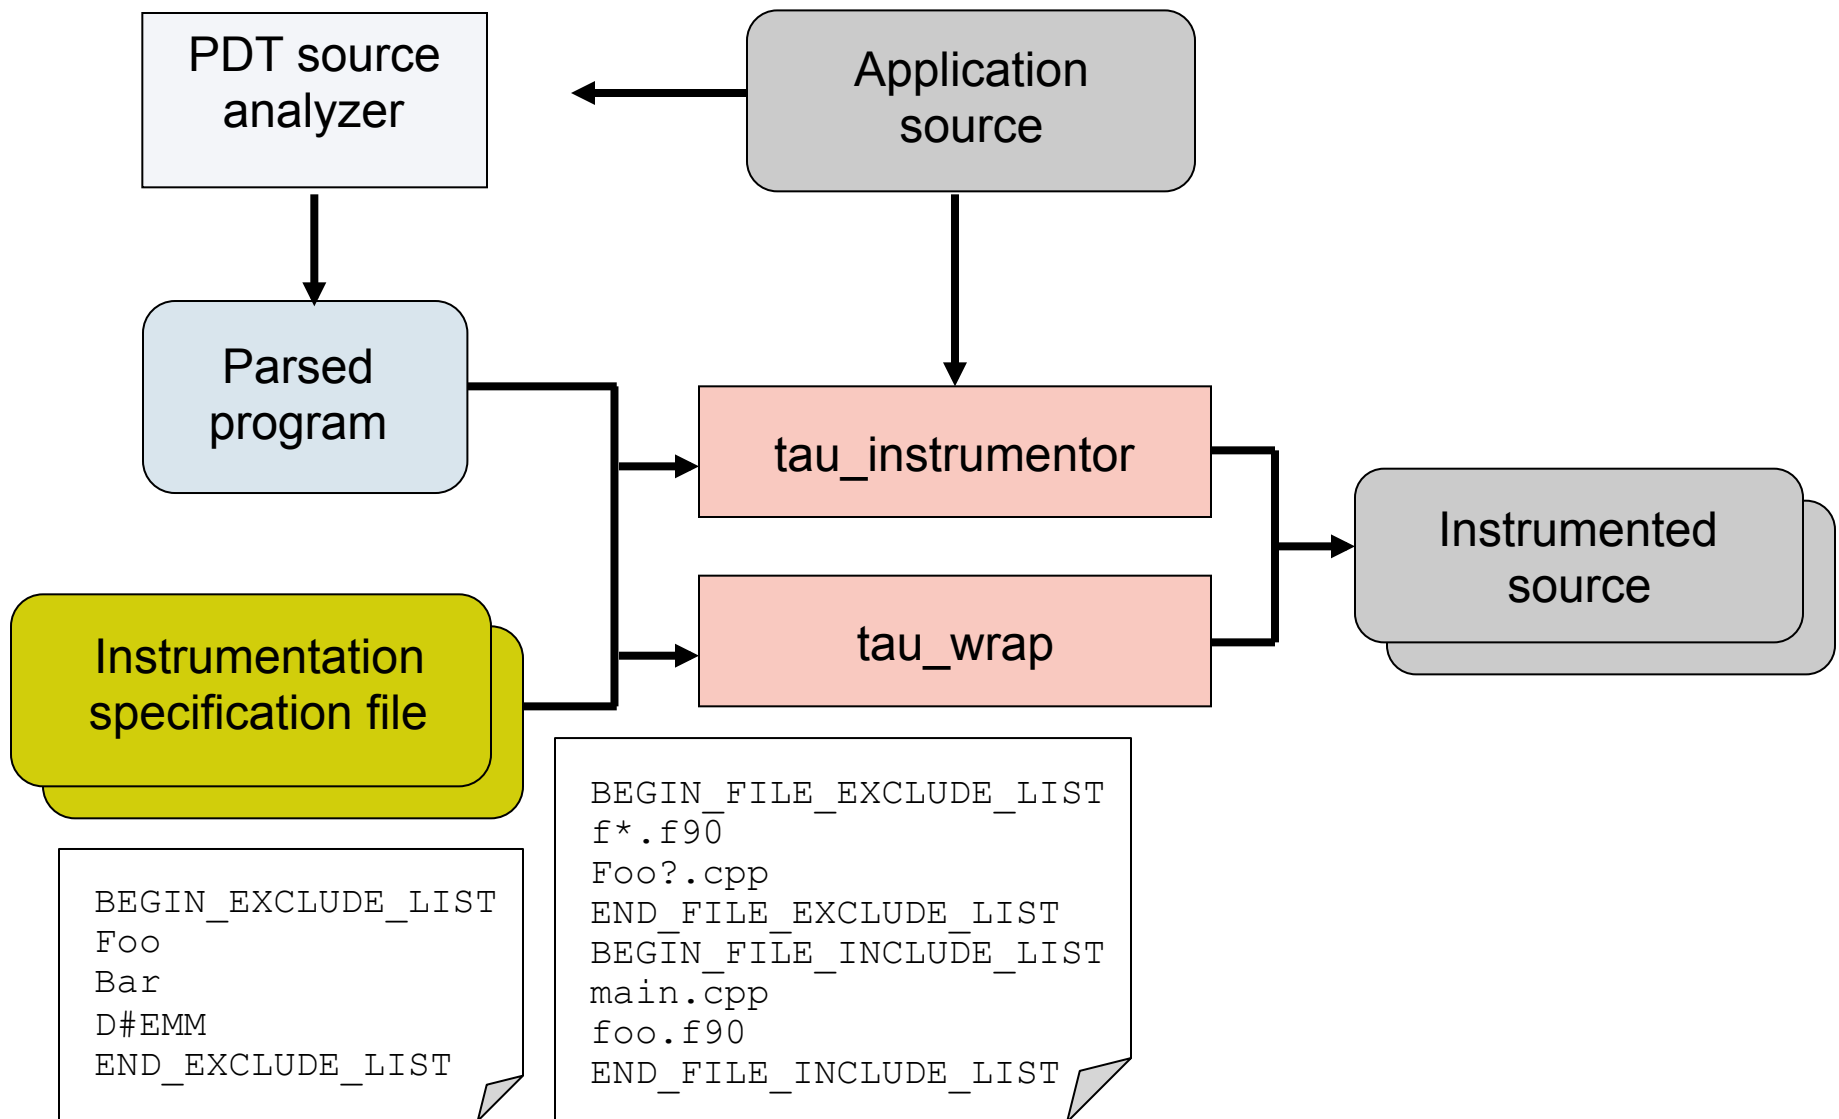 PDT source
analyzer
Application
source
Parsed
program
tau_instrumentor
Instrumented
source
tau_wrap
Instrumentation
specification file
BEGIN_EXCLUDE_LIST
Foo
Bar
D#EMM
END_EXCLUDE_LIST
BEGIN_FILE_EXCLUDE_LIST
f*.f90
Foo?.cpp
END_FILE_EXCLUDE_LIST
BEGIN_FILE_INCLUDE_LIST
main.cpp
foo.f90
END_FILE_INCLUDE_LIST